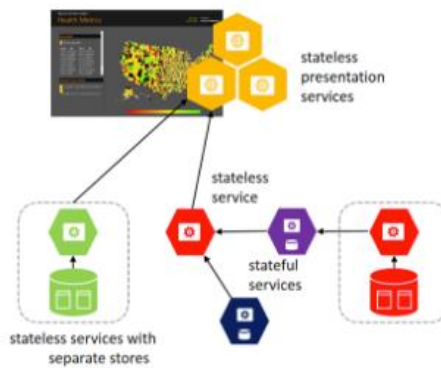 Health Metrics
stateless
presentation
services
stateless
service
stateful
services
stateless services with
separate stores